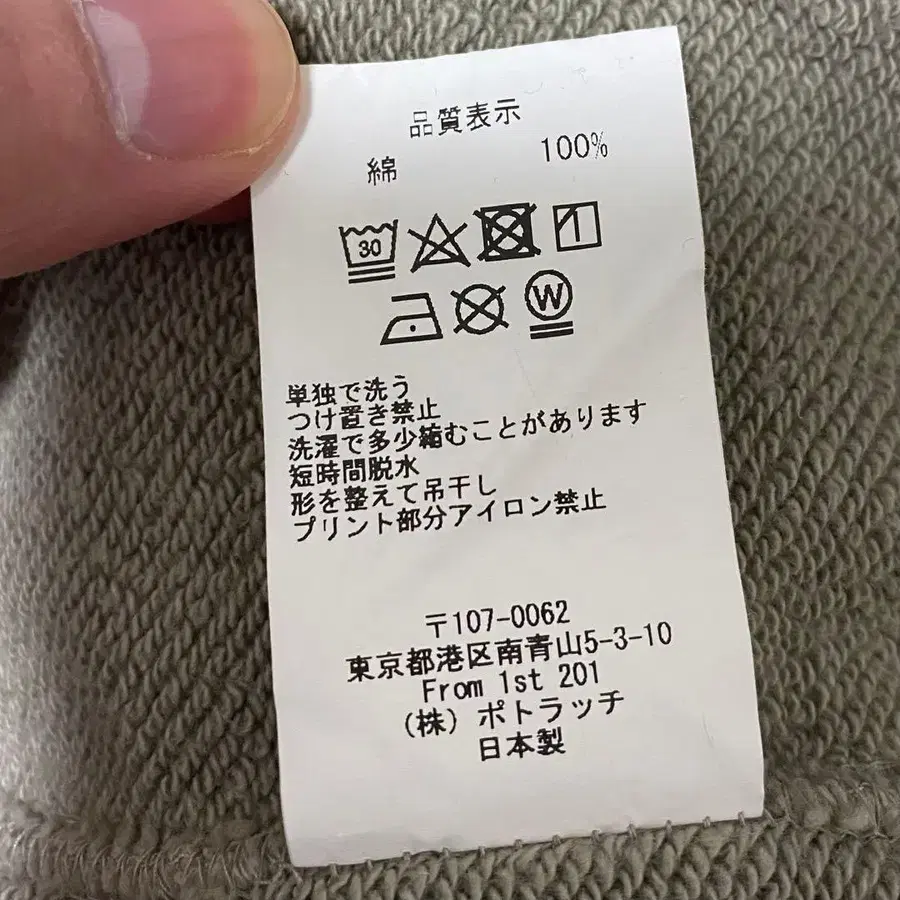 品質表示
綿 100%
30
W
単独で洗う
つけ置き禁止
洗濯で多少縮むことがあります
短時間脱水
形を整えて吊干し
プリント部分アイロン禁止
〒107-0062
東京都港区南青山5-3-10
From 1st 201
(株) ポトラッチ
日本製